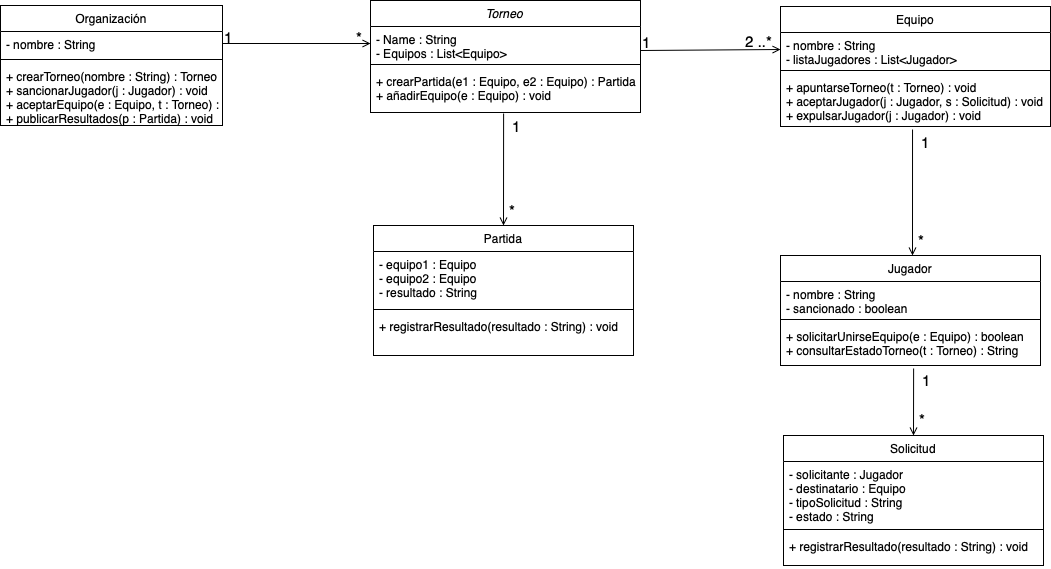 Organización
- nombre : String
+ crearTorneo(nombre : String) : Torneo
+ sancionarJugador(j : Jugador) : void
+ aceptarEquipo(e : Equipo, t : Torneo) :
+ publicarResultados(p : Partida) : void
1
*
Torneo
- Name : String
- Equipos : List<Equipo>
+ crearPartida(e1 : Equipo, e2 : Equipo) : Partida
+ añadirEquipo(e : Equipo) : void
1
2 ..*
Equipo
- nombre : String
- listaJugadores : List<Jugador>
+ apuntarseTorneo(t : Torneo) : void
+ aceptarJugador(j : Jugador, s : Solicitud) : void
+ expulsarJugador(j : Jugador) : void
1
*
Partida
- equipo1 : Equipo
- equipo2 : Equipo
- resultado : String
+ registrarResultado(resultado : String) : void
1
*
Jugador
- nombre : String
- sancionado : boolean
+ solicitarUnirseEquipo(e : Equipo) : boolean
+ consultarEstadoTorneo(t : Torneo) : String
1
*
Solicitud
- solicitante : Jugador
- destinatario : Equipo
- tipoSolicitud : String
- estado : String
+ registrarResultado(resultado : String) : void